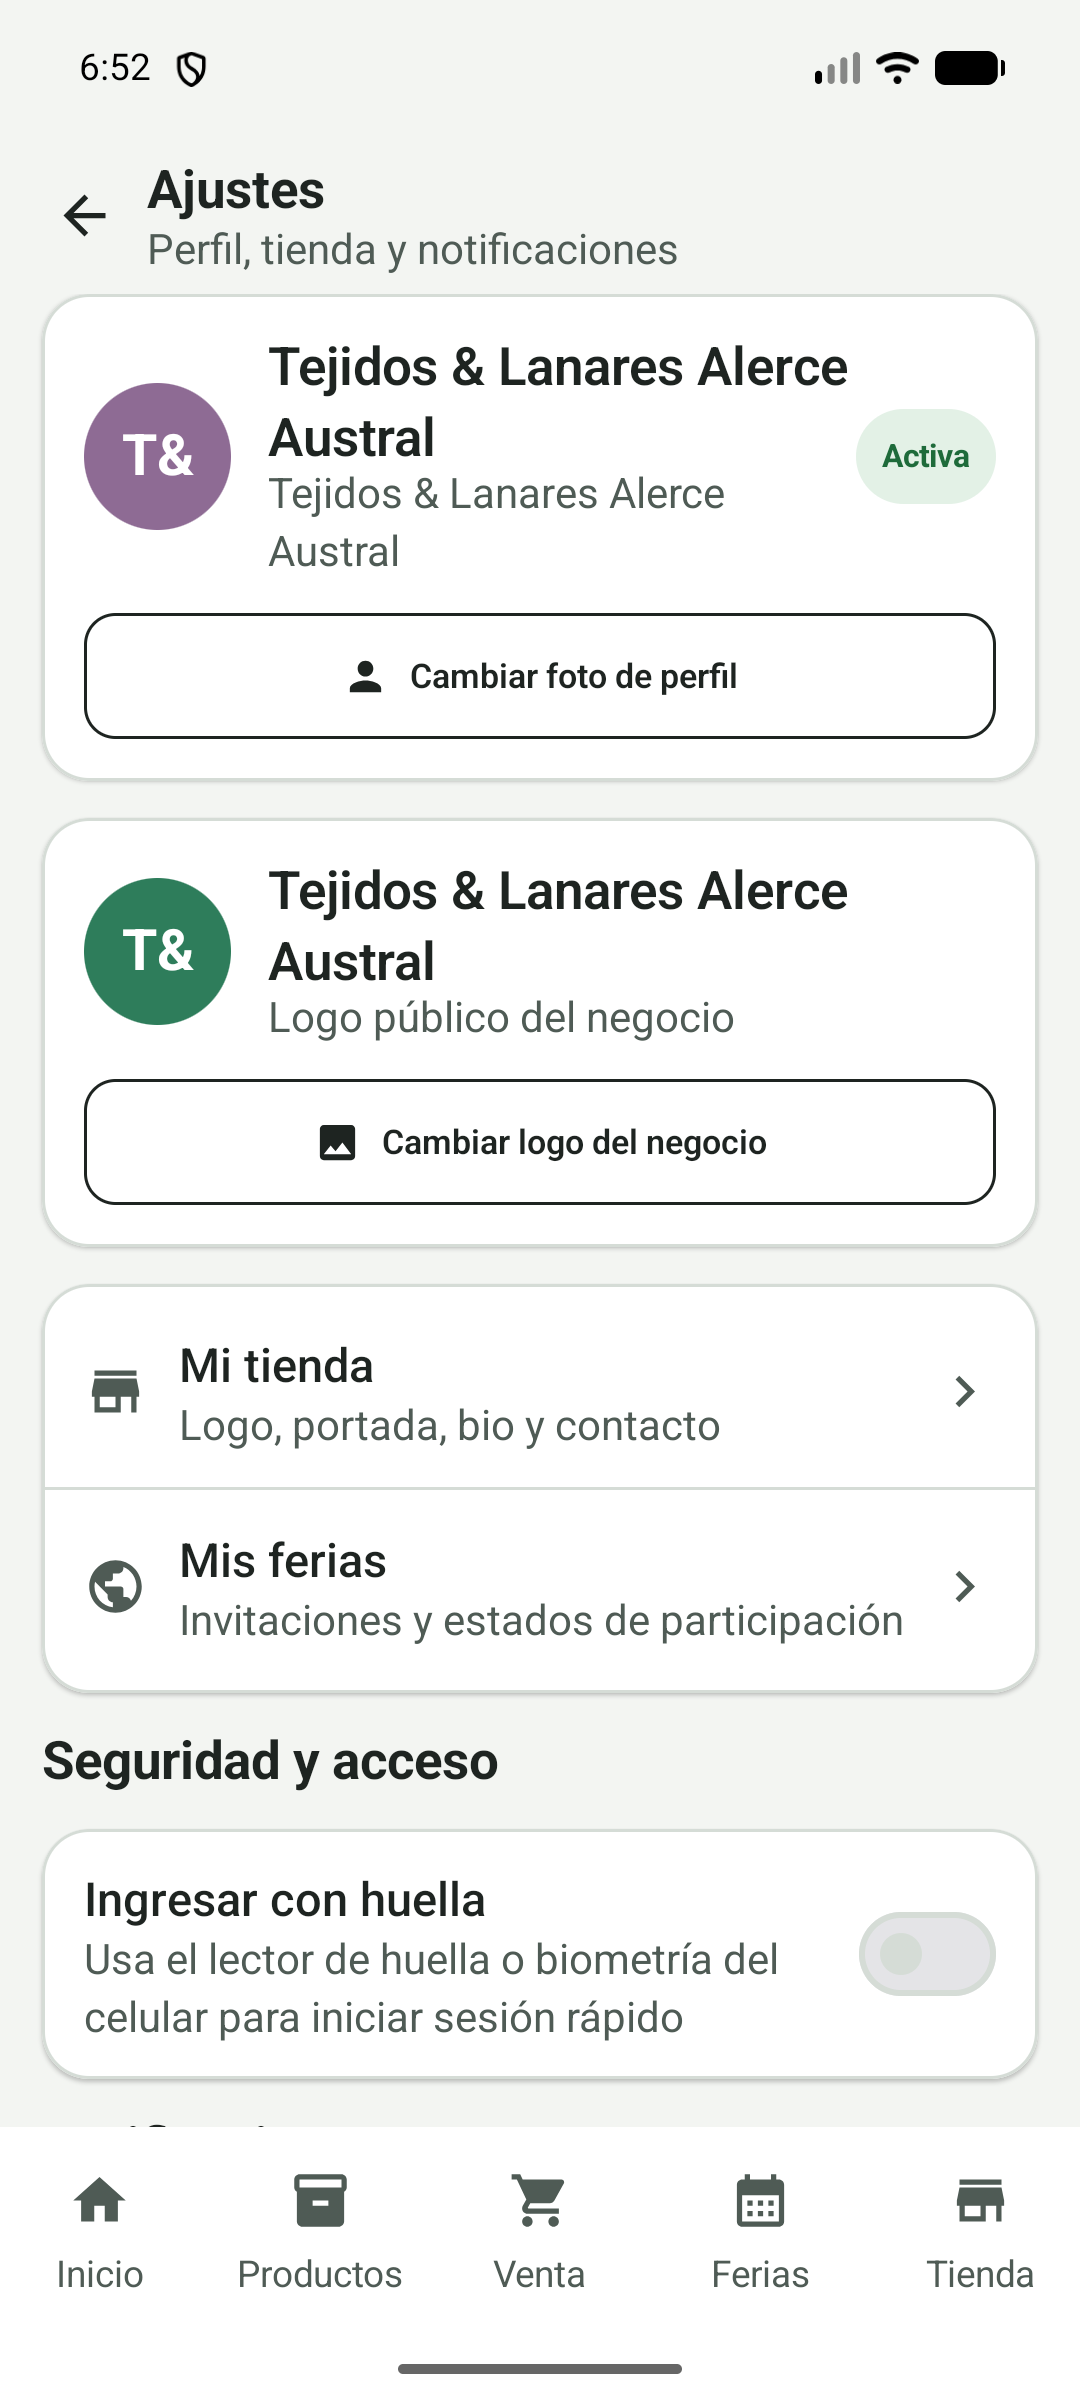 6:52
Ajustes
Perfil, tienda y notificaciones
T&
Tejidos & Lanares Alerce
Austral
Tejidos & Lanares Alerce
Austral
Activa
Cambiar foto de perfil
T&
Tejidos & Lanares Alerce
Austral
Logo público del negocio
Cambiar logo del negocio
Mi tienda
Logo, portada, bio y contacto
Mis ferias
Invitaciones y estados de participación
Seguridad y acceso
Ingresar con huella
Usa el lector de huella o biometría del
celular para iniciar sesión rápido
Inicio
Productos
Venta
Ferias
Tienda